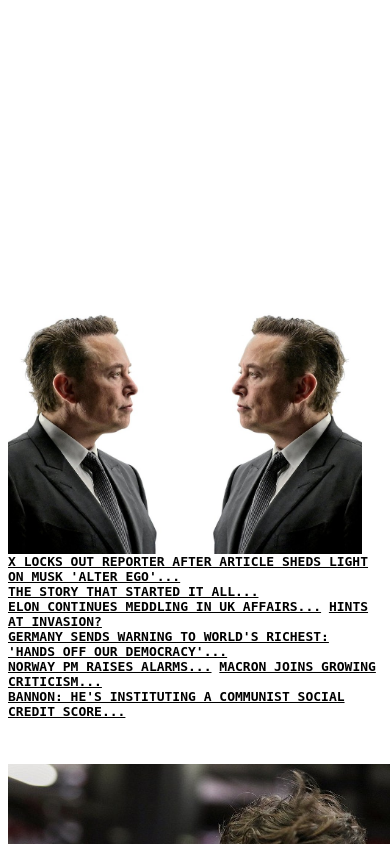 X LOCKS OUT REPORTER AFTER ARTICLE SHEDS LIGHT
ON MUSK 'ALTER EGO'...
THE STORY THAT STARTED IT ALL...
ELON CONTINUES MEDDLING IN UK AFFAIRS... HINTS
AT INVASION?
GERMANY SENDS WARNING TO WORLD'S RICHEST:
'HANDS OFF OUR DEMOCRACY'...
NORWAY PM RAISES ALARMS... MACRON JOINS GROWING
CRITICISM...
BANNON: HE'S INSTITUTING A COMMUNIST SOCIAL
CREDIT SCORE...